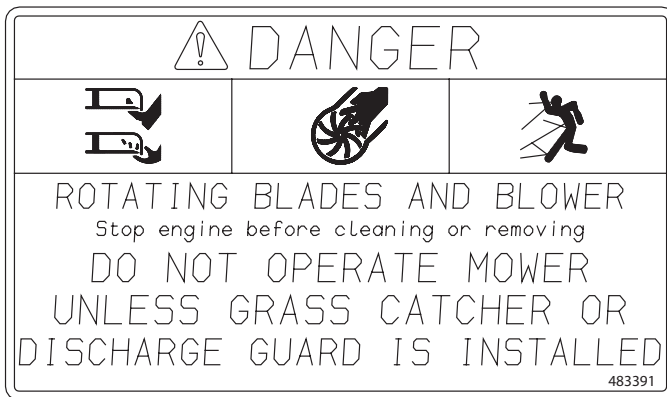 DANGER
ROTATING BLADES AND BLOWER
Stop engine before cleaning or removing
DO NOT OPERATE MOWER
UNLESS GRASS CATCHER OR
DISCHARGE GUARD IS INSTALLED
483391